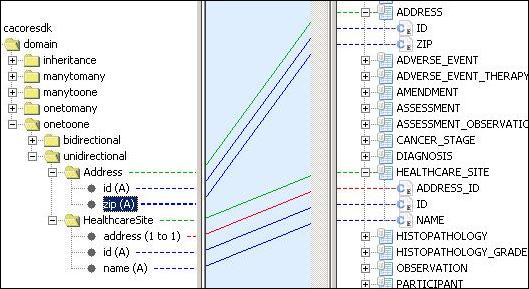 cacoresdk
domain
inheritance
manytomany
manytoone
onetomany
onetoone
bidirectional
unidirectional
Address
id (A)
zip (A)
HealthcareSite
address (1 to 1)
id (A)
name (A)
ADDRESS
ID
ZIP
ADVERSE_EVENT
ADVERSE_EVENT_THERAPY
AMENDMENT
ASSESSMENT
ASSESSMENT_OBSERVATIO
CANCER_STAGE
DIAGNOSIS
HEALTHCARE_SITE
ADDRESS_ID
ID
NAME
HISTOPATHOLOGY
HISTOPATHOLOGY_GRADE
OBSERVATION
PARTICIPANT